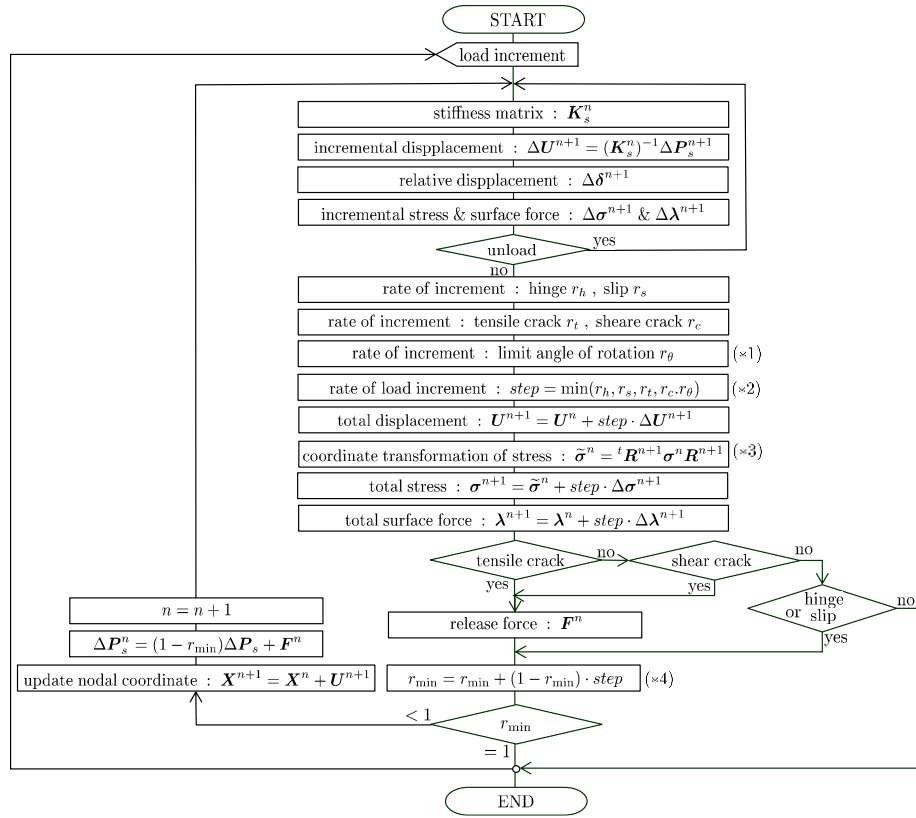 START
load increment
stiffness matrix : K_s^n
incremental dispplacement : ΔU^{n+1} = (K_s^n)^{-1}ΔP_s^{n+1}
relative dispplacement : Δδ^{n+1}
incremental stress & surface force : Δσ^{n+1} & Δλ^{n+1}
unload
yes
no
rate of increment : hinge r_h , slip r_s
rate of increment : tensile crack r_t , sheare crack r_c
rate of increment : limit angle of rotation r_θ (*1)
rate of load increment : step = min(r_h, r_s, r_t, r_c.r_θ) (*2)
total displacement : U^{n+1} = U^n + step · ΔU^{n+1}
coordinate transformation of stress : σ̃^n = ^tR^{n+1}σ^nR^{n+1} (*3)
total stress : σ^{n+1} = σ̃^n + step · Δσ^{n+1}
total surface force : λ^{n+1} = λ^n + step · Δλ^{n+1}
tensile crack
no
shear crack
no
yes
yes
hinge
or slip
no
yes
n = n + 1
release force : F^n
ΔP_s^n = (1 − r_min)ΔP_s + F^n
update nodal coordinate : X^{n+1} = X^n + U^{n+1}
r_min = r_min + (1 − r_min) · step (*4)
< 1
r_min
= 1
END